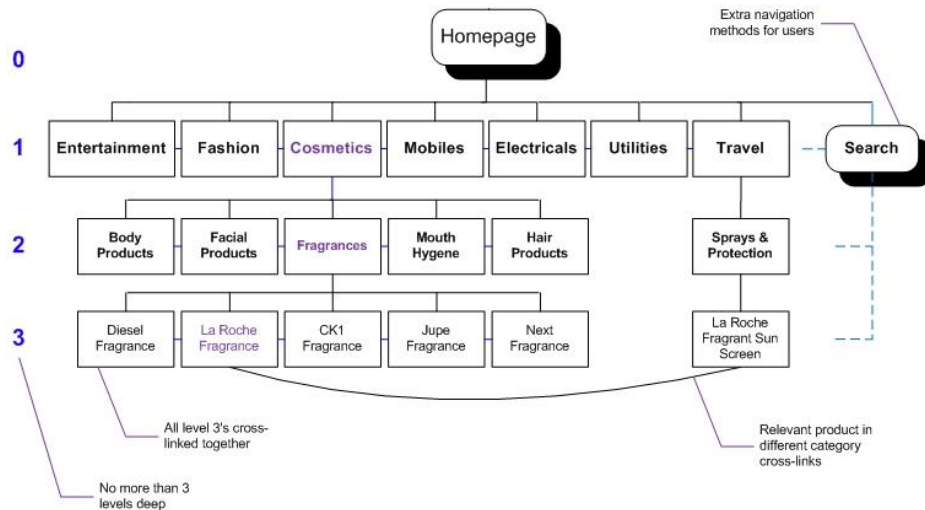 Homepage
Extra navigation
methods for users
0
1
Entertainment
Fashion
Cosmetics
Mobiles
Electricals
Utilities
Travel
Search
2
Body
Products
Facial
Products
Fragrances
Mouth
Hygene
Hair
Products
Sprays &
Protection
3
Diesel
Fragrance
La Roche
Fragrance
CK1
Fragrance
Jupe
Fragrance
Next
Fragrance
La Roche
Fragrant Sun
Screen
All level 3's cross-
linked together
Relevant product in
different category
cross-links
No more than 3
levels deep